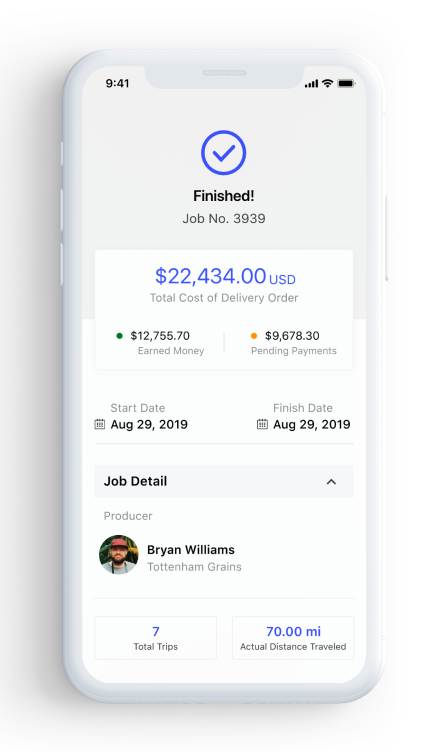 9:41
Finished!
Job No. 3939
$22,434.00 USD
Total Cost of Delivery Order
$12,755.70
Earned Money
$9,678.30
Pending Payments
Start Date
Aug 29, 2019
Finish Date
Aug 29, 2019
Job Detail
Producer
Bryan Williams
Tottenham Grains
7
Total Trips
70.00 mi
Actual Distance Traveled